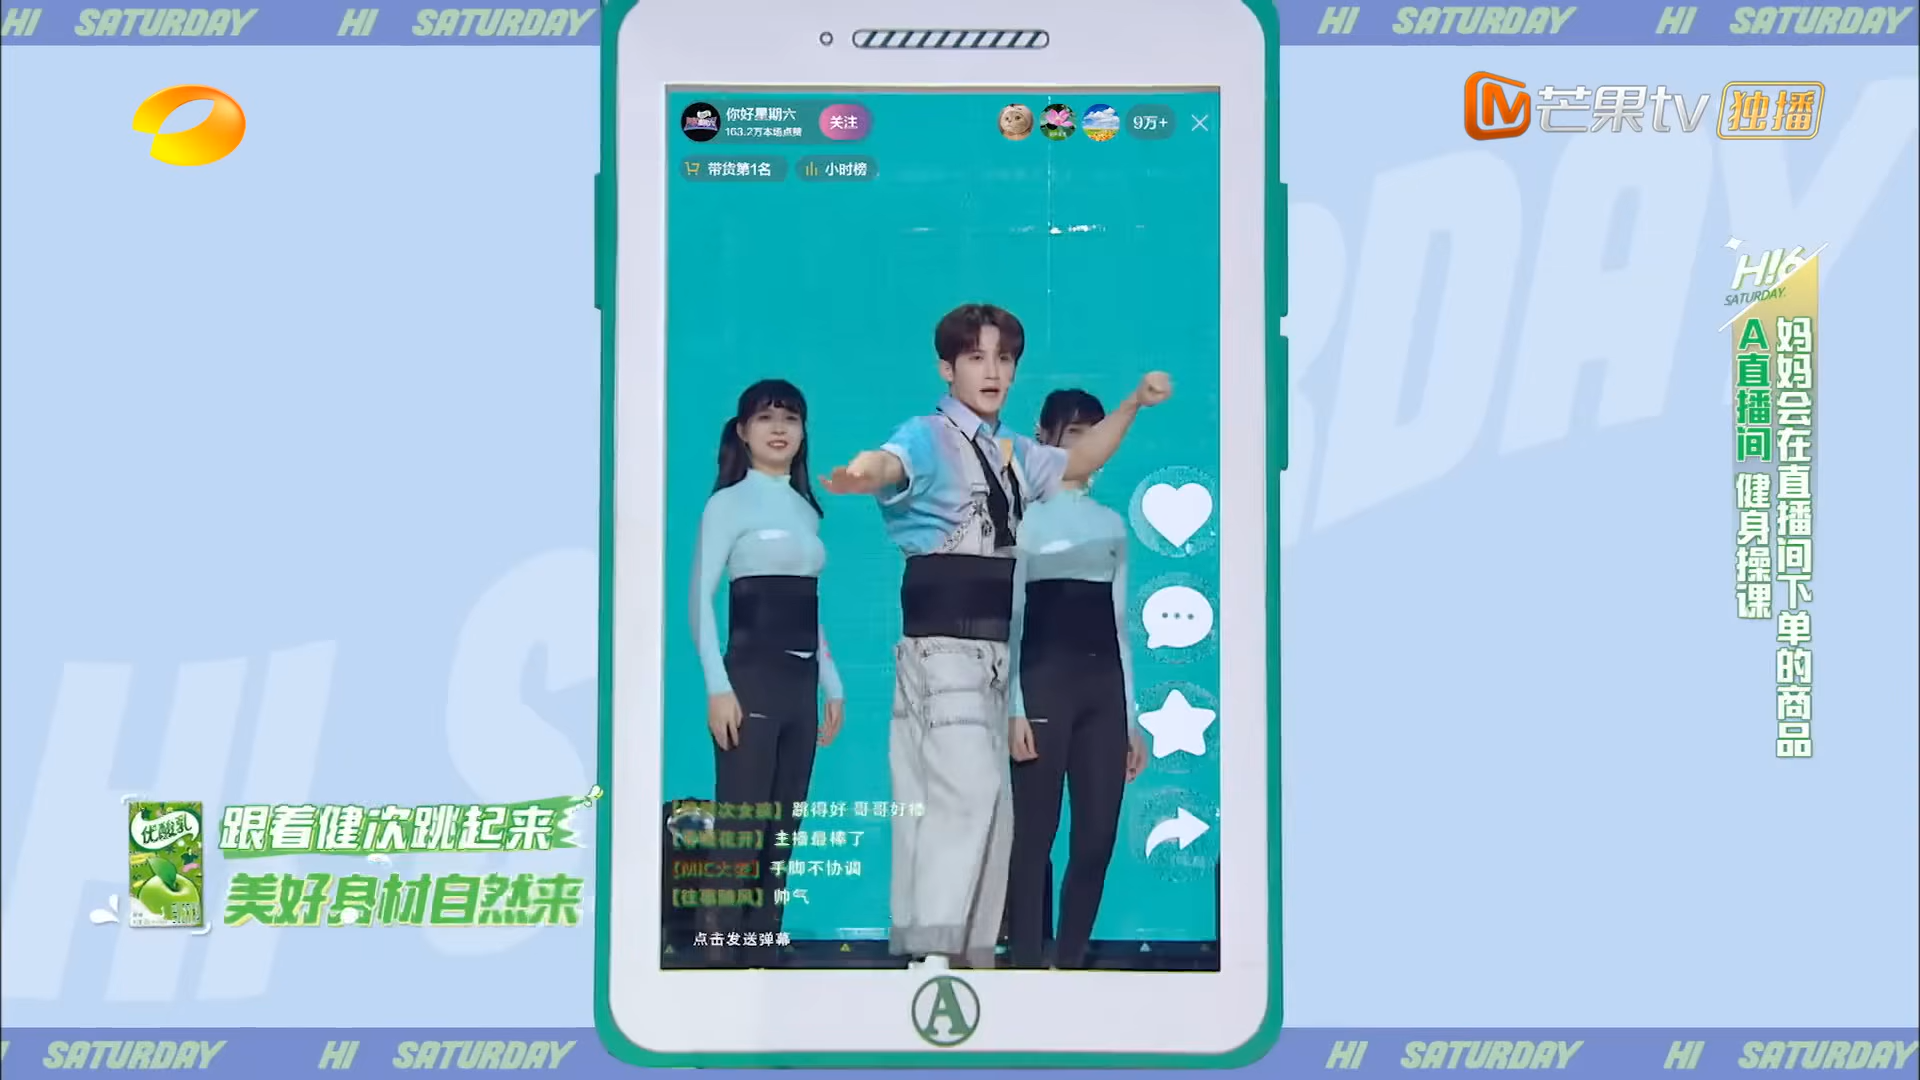 HI SATURDAY HI SATURDAY
HI SATURDAY HI SATURDAY
芒果tv 独播
你好星期六
163.2万本场点赞
关注
9万+
带货第1名
小时榜
H!6
SATURDAY
妈妈会在直播间下单的商品
A直播间 健身操课
优酸乳
跟着健次跳起来
美好身材自然来
跳得好 哥哥好棒
主播最棒了
手脚不协调
帅气
点击发送弹幕
A
HI SATURDAY
SATURDAY HI SATURDAY
HI SATURDAY HI SATURDAY